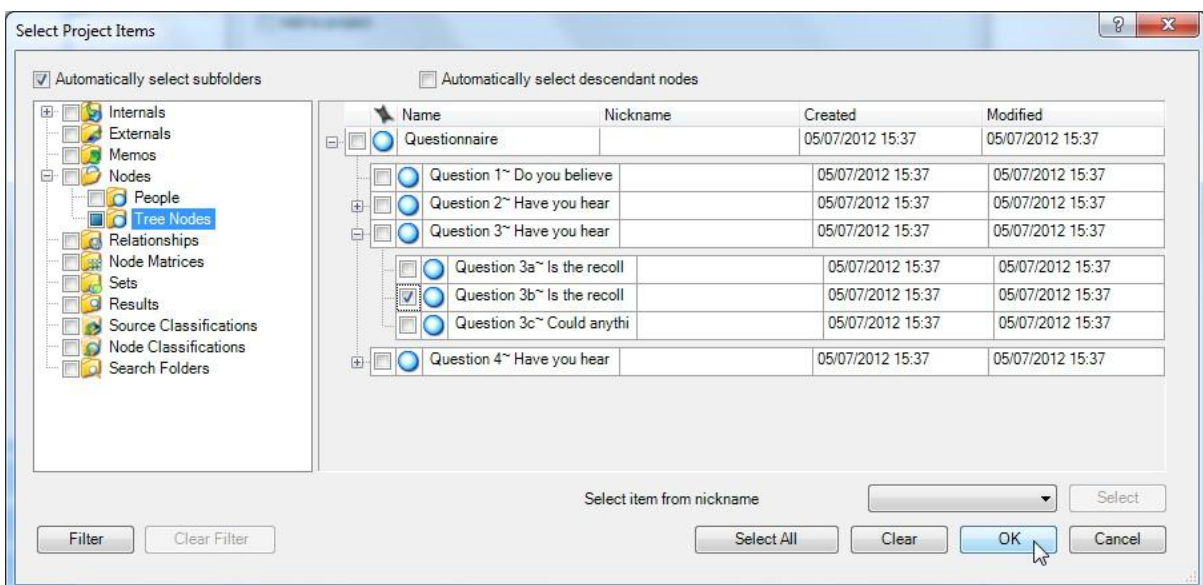 Select Project Items
Automatically select subfolders
Automatically select descendant nodes
Internals
Externals
Memos
Nodes
People
Tree Nodes
Relationships
Node Matrices
Sets
Results
Source Classifications
Node Classifications
Search Folders
Name Nickname Created Modified
Questionnaire 05/07/2012 15:37 05/07/2012 15:37
Question 1~ Do you believe 05/07/2012 15:37 05/07/2012 15:37
Question 2~ Have you hear 05/07/2012 15:37 05/07/2012 15:37
Question 3~ Have you hear 05/07/2012 15:37 05/07/2012 15:37
Question 3a~ Is the recoll 05/07/2012 15:37 05/07/2012 15:37
Question 3b~ Is the recoll 05/07/2012 15:37 05/07/2012 15:37
Question 3c~ Could anythi 05/07/2012 15:37 05/07/2012 15:37
Question 4~ Have you hear 05/07/2012 15:37 05/07/2012 15:37
Select item from nickname Select
Filter Clear Filter Select All Clear OK Cancel